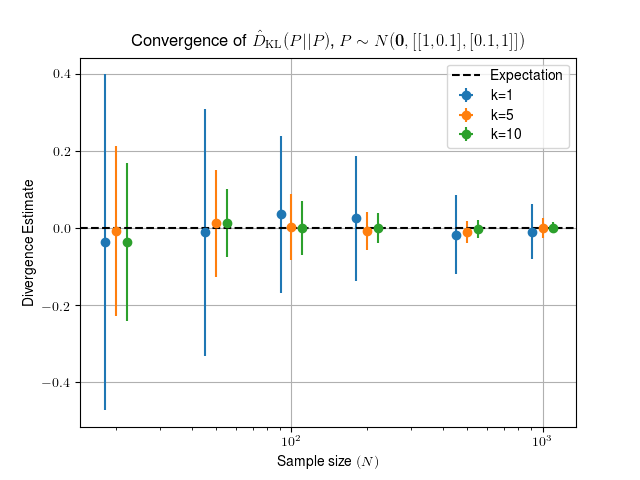 Convergence of D̂_KL(P||P), P ∼ N(0, [[1, 0.1], [0.1, 1]])
Expectation
k=1
k=5
k=10
0.4
0.2
0.0
−0.2
−0.4
Divergence Estimate
10²
10³
Sample size (N)